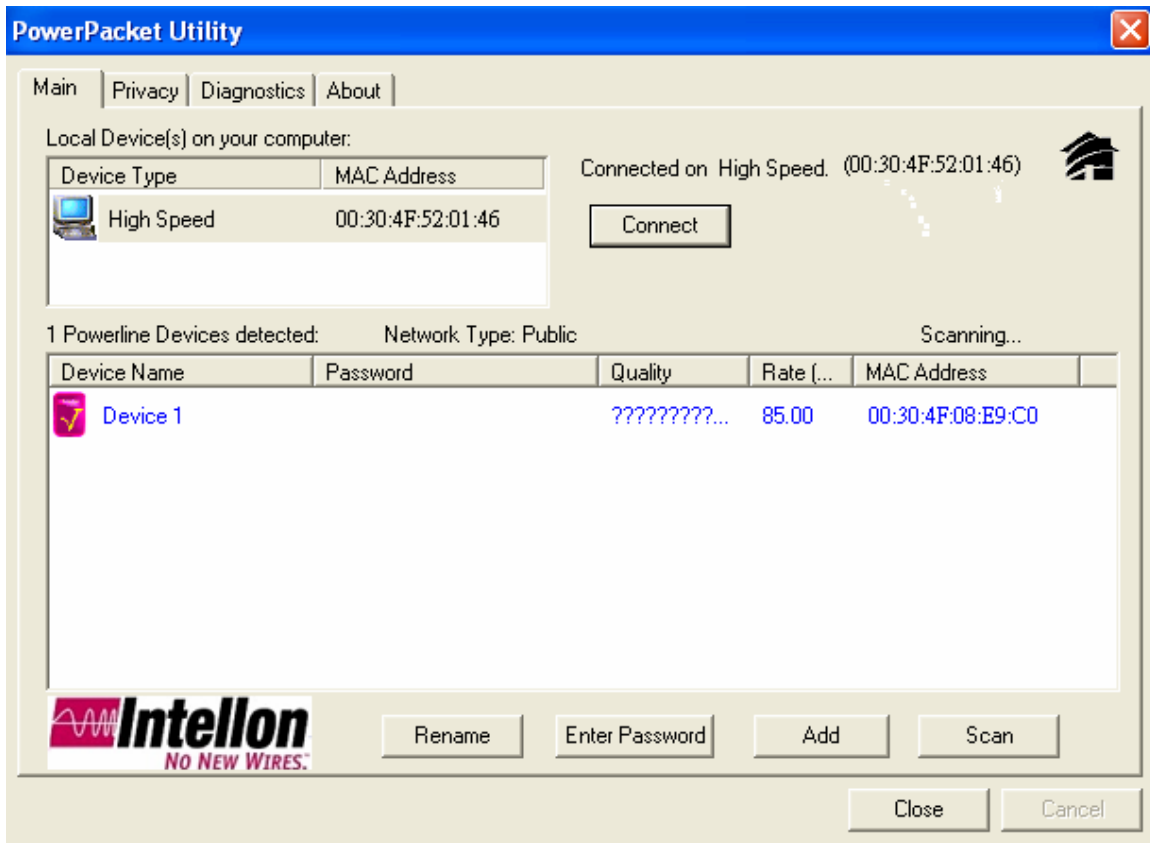 PowerPacket Utility
Main Privacy Diagnostics About
Local Device(s) on your computer:
Device Type MAC Address
High Speed 00:30:4F:52:01:46
Connected on High Speed. (00:30:4F:52:01:46)
Connect
1 Powerline Devices detected: Network Type: Public Scanning...
Device Name Password Quality Rate (... MAC Address
Device 1 ?????????... 85.00 00:30:4F:08:E9:C0
Intellon
NO NEW WIRES.
Rename Enter Password Add Scan
Close Cancel